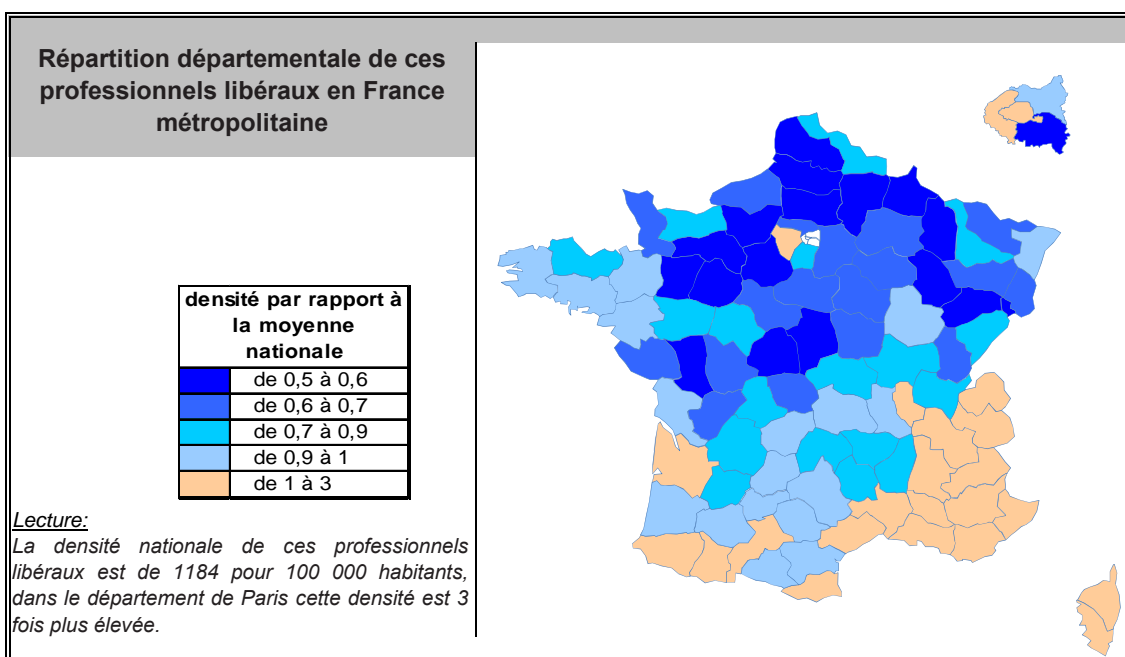 Répartition départementale de ces
professionnels libéraux en France
métropolitaine
densité par rapport à
la moyenne
nationale
de 0,5 à 0,6
de 0,6 à 0,7
de 0,7 à 0,9
de 0,9 à 1
de 1 à 3
Lecture:
La densité nationale de ces professionnels
libéraux est de 1184 pour 100 000 habitants,
dans le département de Paris cette densité est 3
fois plus élevée.